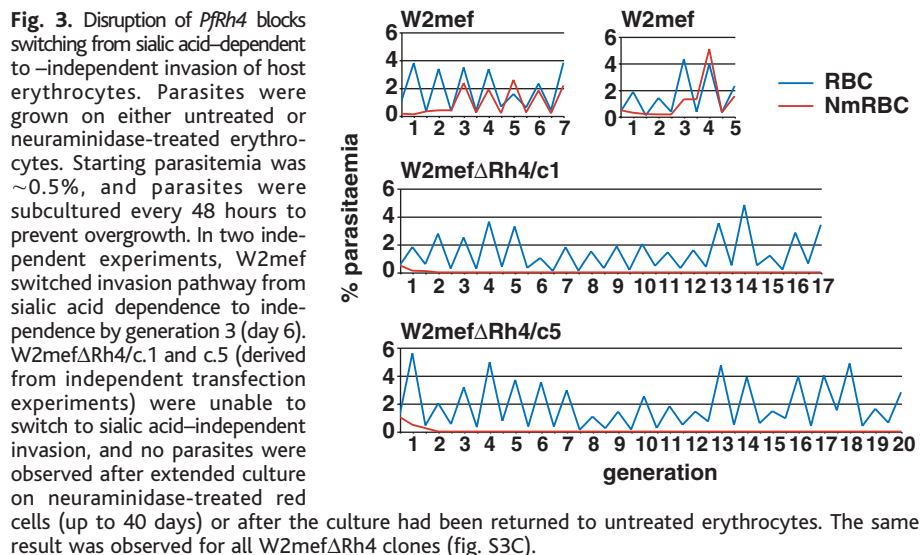 Fig. 3. Disruption of PfRh4 blocks
switching from sialic acid–dependent
to –independent invasion of host
erythrocytes. Parasites were
grown on either untreated or
neuraminidase-treated erythro-
cytes. Starting parasitemia was
~0.5%, and parasites were
subcultured every 48 hours to
prevent overgrowth. In two inde-
pendent experiments, W2mef
switched invasion pathway from
sialic acid dependence to inde-
pendence by generation 3 (day 6).
W2mefΔRh4/c.1 and c.5 (derived
from independent transfection
experiments) were unable to
switch to sialic acid–independent
invasion, and no parasites were
observed after extended culture
on neuraminidase-treated red
cells (up to 40 days) or after the culture had been returned to untreated erythrocytes. The same
result was observed for all W2mefΔRh4 clones (fig. S3C).
W2mef
6
4
2
0
1 2 3 4 5 6 7
W2mef
6
4
2
0
1 2 3 4 5
RBC
NmRBC
% parasitaemia
W2mefΔRh4/c1
6
4
2
0
1 2 3 4 5 6 7 8 9 10 11 12 13 14 15 16 17
W2mefΔRh4/c5
6
4
2
0
1 2 3 4 5 6 7 8 9 10 11 12 13 14 15 16 17 18 19 20
generation